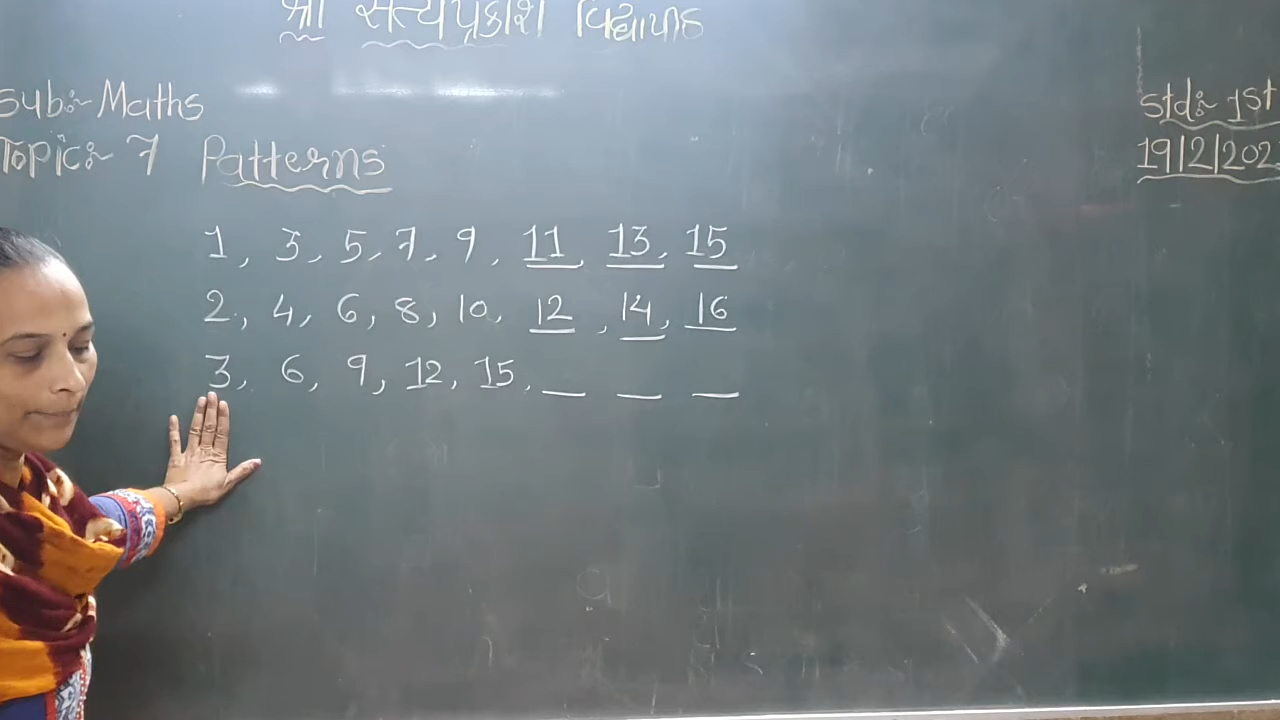 श्री सत्यप्रकाश विद्यापीठ
Sub:- Maths
Std:- 1st
Topic:- 7 Patterns
19/2/202
1, 3, 5, 7, 9, 11, 13, 15
2, 4, 6, 8, 10, 12, 14, 16
3, 6, 9, 12, 15, _ _ _